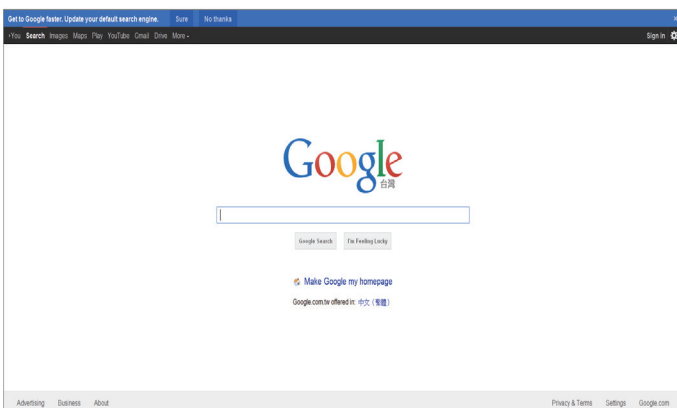 Get to Google faster. Update your default search engine. Sure No thanks ×
+You Search Images Maps Play YouTube Gmail Drive More Sign in
Google
台灣
Google Search I'm Feeling Lucky
Make Google my homepage
Google.com.tw offered in: 中文（繁體）
Advertising Business About Privacy & Terms Settings Google.com